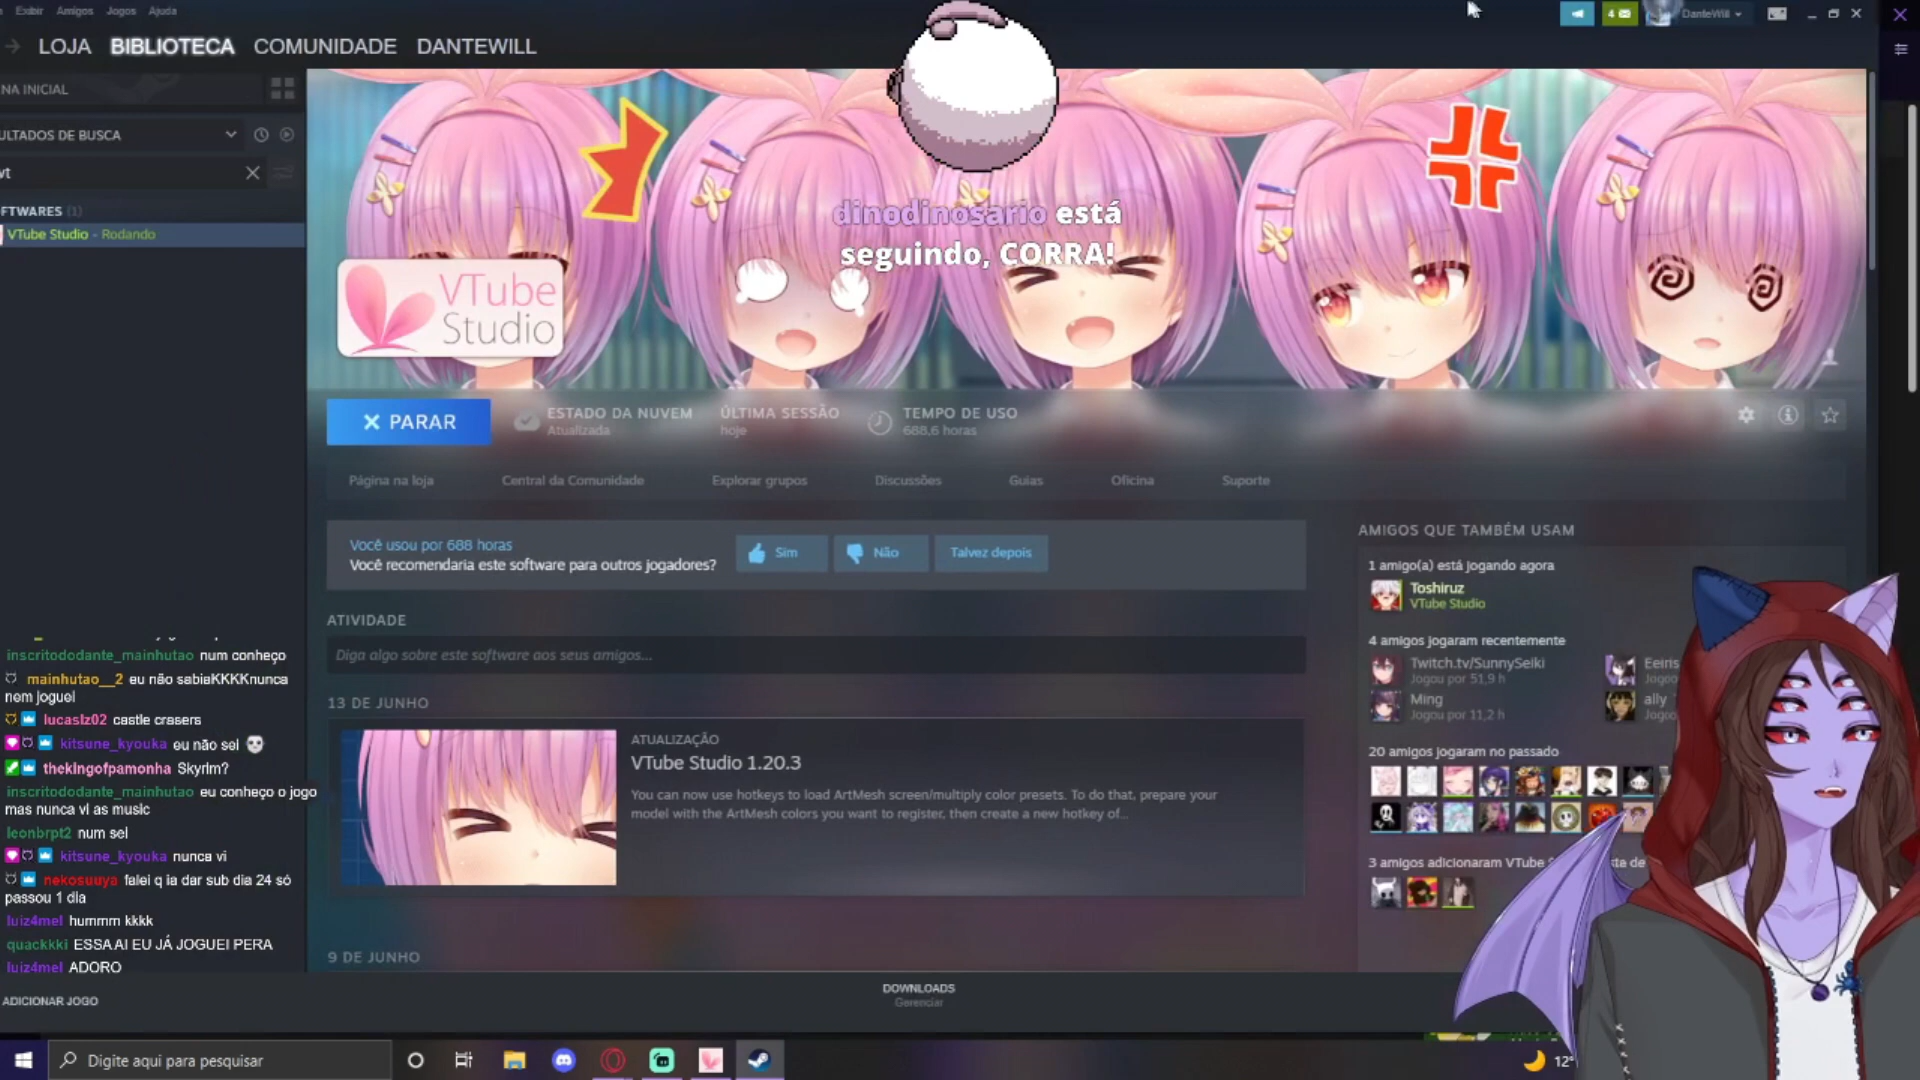 Exibir Amigos Jogos Ajuda
4
DanteWill
LOJA BIBLIOTECA COMUNIDADE DANTEWILL
NA INICIAL
ULTADOS DE BUSCA
vt
FTWARES (1)
VTube Studio - Rodando
dinodinosario está
seguindo, CORRA!
VTube
Studio
PARAR
ESTADO DA NUVEM
Atualizada
ÚLTIMA SESSÃO
hoje
TEMPO DE USO
688,6 horas
Página na loja Central da Comunidade Explorar grupos Discussões Guias Oficina Suporte
Você usou por 688 horas
Você recomendaria este software para outros jogadores?
Sim Não Talvez depois
ATIVIDADE
Diga algo sobre este software aos seus amigos...
13 DE JUNHO
ATUALIZAÇÃO
VTube Studio 1.20.3
You can now use hotkeys to load ArtMesh screen/multiply color presets. To do that, prepare your
model with the ArtMesh colors you want to register, then create a new hotkey of...
9 DE JUNHO
AMIGOS QUE TAMBÉM USAM
1 amigo(a) está jogando agora
Toshiruz
VTube Studio
4 amigos jogaram recentemente
Twitch.tv/SunnySeiki
Jogou por 51,9 h
Eeiris
Jogou
Ming
Jogou por 11,2 h
ally
Jogou
20 amigos jogaram no passado
3 amigos adicionaram VTube
inscritododante_mainhutao num conheço
mainhutao__2 eu não sabiaKKKKnunca
nem joguei
lucaslz02 castle crasers
kitsune_kyouka eu não sei
thekingofpamonha Skyrim?
inscritododante_mainhutao eu conheço o jogo
mas nunca vi as music
leonbrpt2 num sei
kitsune_kyouka nunca vi
nekosuuya falei q ia dar sub dia 24 só
passou 1 dia
luiz4mel hummm kkkk
quackkki ESSA AI EU JÁ JOGUEI PERA
luiz4mel ADORO
ADICIONAR JOGO
DOWNLOADS
Gerenciar
Digite aqui para pesquisar
12°